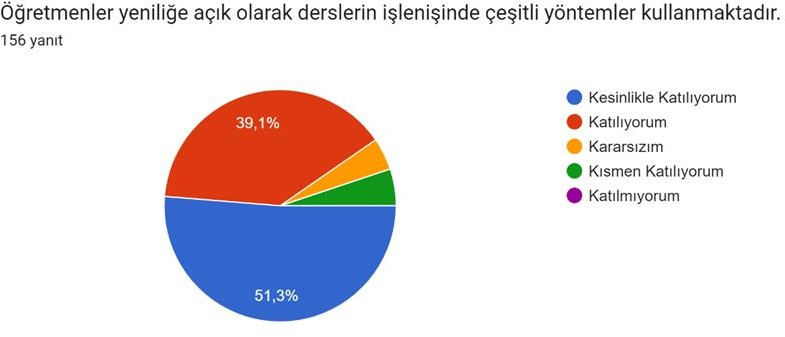 Öğretmenler yeniliğe açık olarak derslerin işlenişinde çeşitli yöntemler kullanmaktadır.
156 yanıt
39,1%
51,3%
Kesinlikle Katılıyorum
Katılıyorum
Kararsızım
Kısmen Katılıyorum
Katılmıyorum